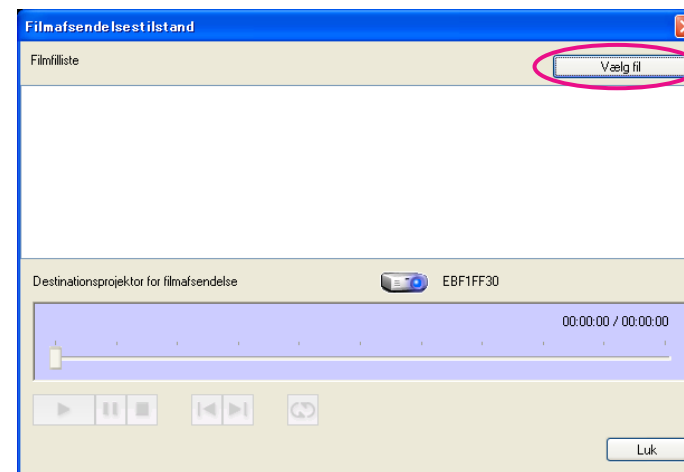 Filmafsendelsestilstand
Filmfilliste
Vælg fil
Destinationsprojektor for filmafsendelse
EBF1FF30
00:00:00 / 00:00:00
Luk